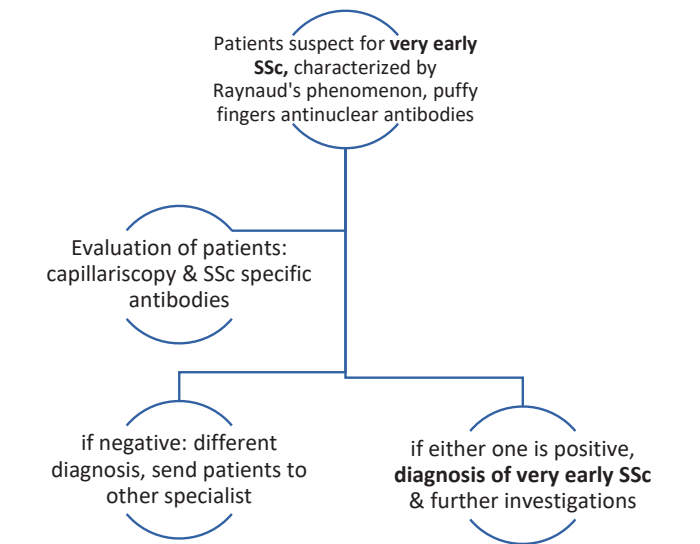 Patients suspect for very early
SSc, characterized by
Raynaud's phenomenon, puffy
fingers antinuclear antibodies
Evaluation of patients:
capillariscopy & SSc specific
antibodies
if negative: different
diagnosis, send patients to
other specialist
if either one is positive,
diagnosis of very early SSc
& further investigations